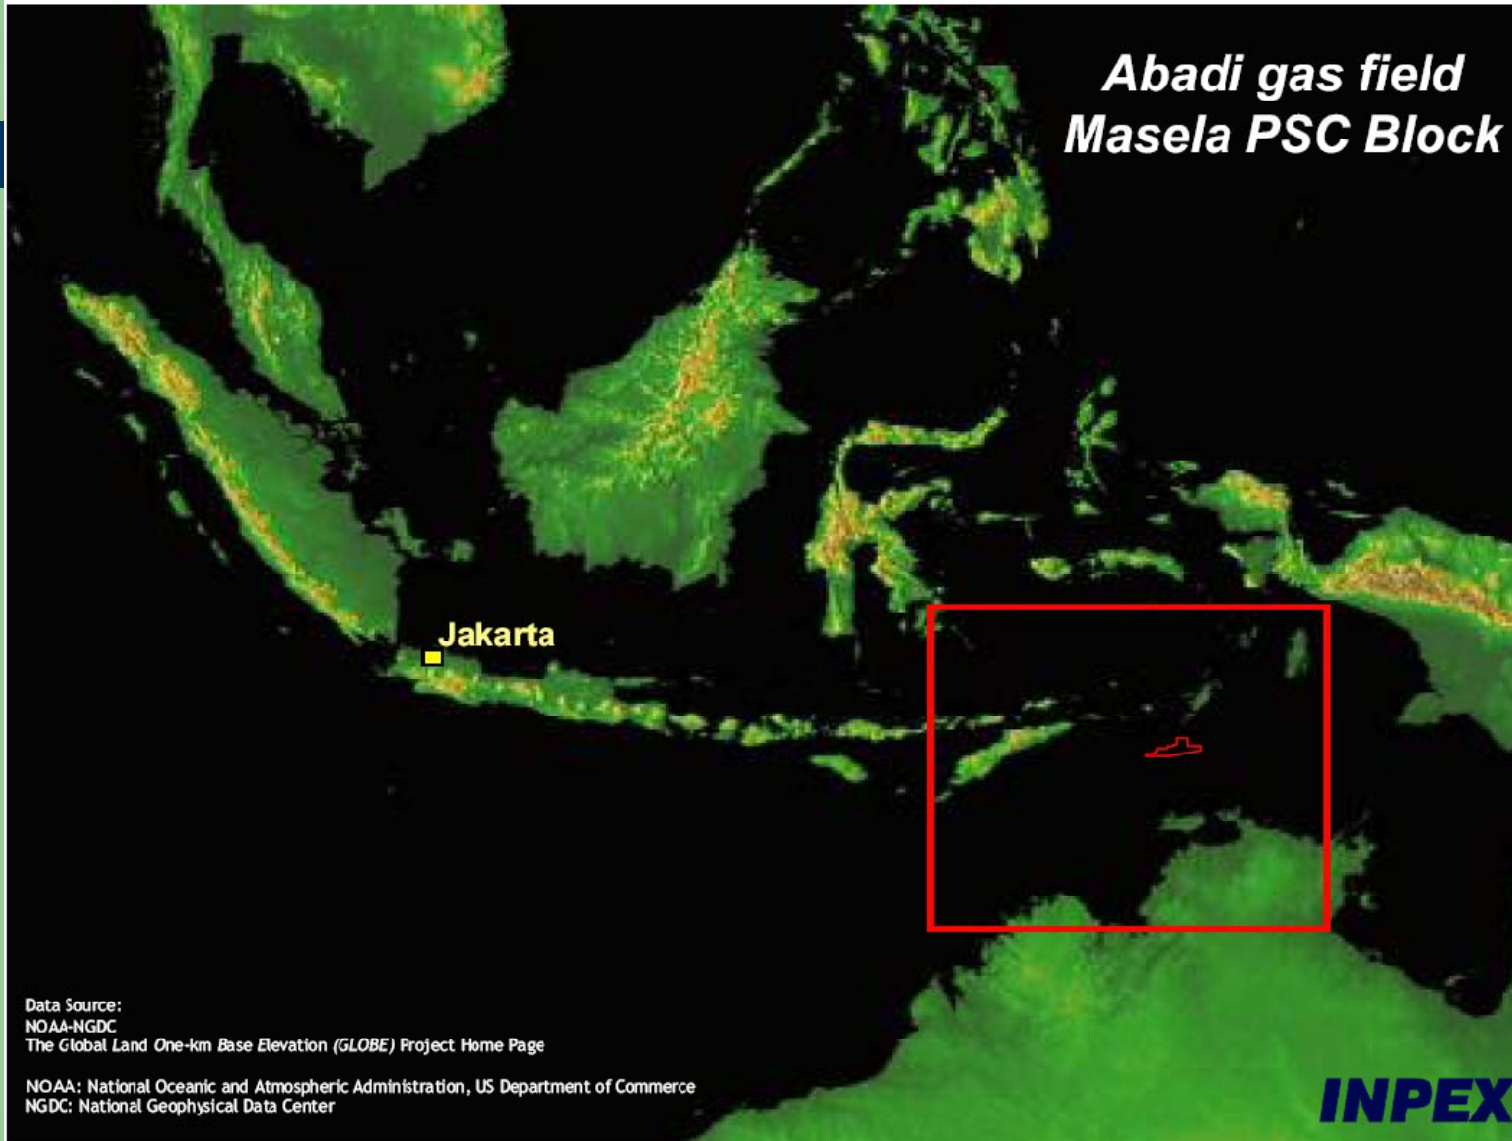 Abadi gas field
Masela PSC Block
Jakarta
Data Source:
NOAA-NGDC
The Global Land One-km Base Elevation (GLOBE) Project Home Page
NOAA: National Oceanic and Atmospheric Administration, US Department of Commerce
NGDC: National Geophysical Data Center
INPEX